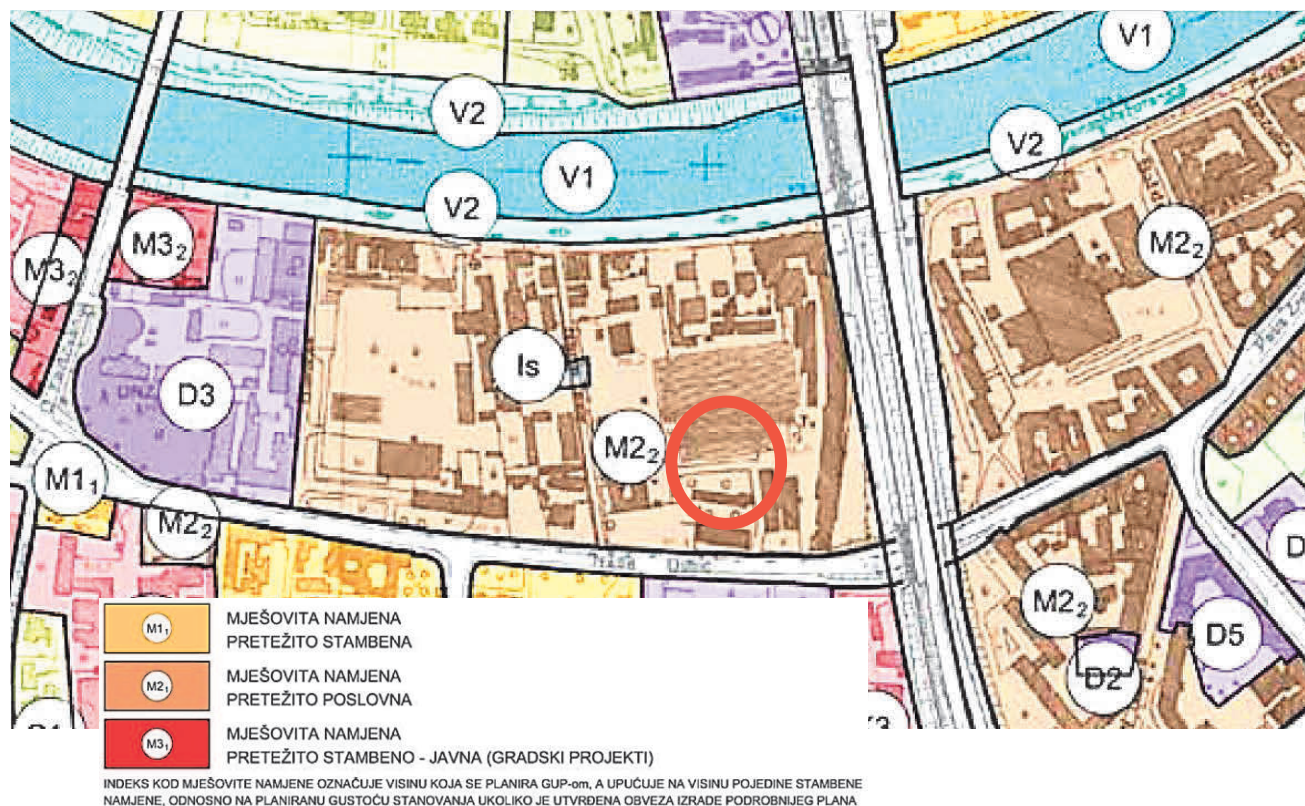 V1
V2
V1
V2
V2
M2₂
M3₂
M3₂
Is
D3
M2₂
M1₁
M2₂
M2₂
D5
D2
D
M1₁
MJEŠOVITA NAMJENA
PRETEŽITO STAMBENA
M2₁
MJEŠOVITA NAMJENA
PRETEŽITO POSLOVNA
M3₁
MJEŠOVITA NAMJENA
PRETEŽITO STAMBENO - JAVNA (GRADSKI PROJEKTI)
INDEKS KOD MJEŠOVITE NAMJENE OZNAČUJE VISINU KOJA SE PLANIRA GUP-om, A UPUĆUJE NA VISINU POJEDINE STAMBENE
NAMJENE, ODNOSNO NA PLANIRANU GUSTOĆU STANOVANJA UKOLIKO JE UTVRĐENA OBVEZA IZRADE PODROBNIJEG PLANA